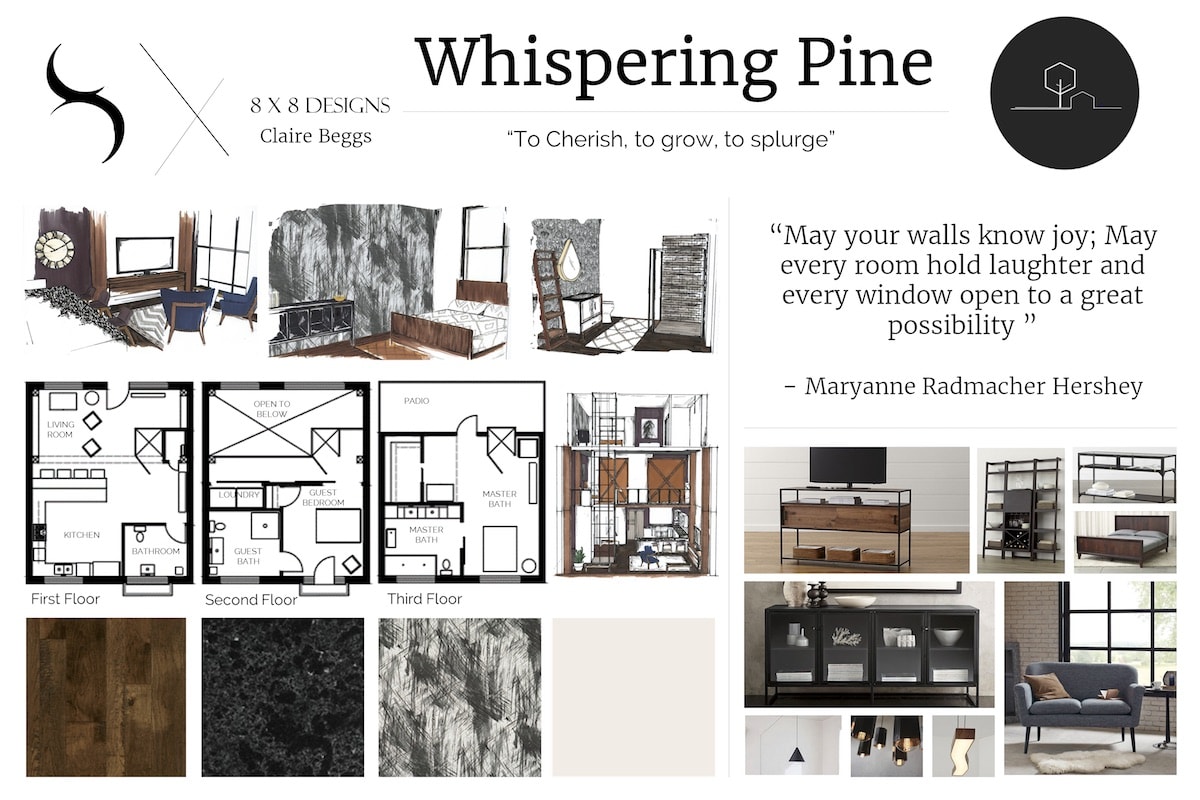 Whispering Pine
8 X 8 DESIGNS
Claire Beggs
“To Cherish, to grow, to splurge”
“May your walls know joy; May
every room hold laughter and
every window open to a great
possibility ”
- Maryanne Radmacher Hershey
LIVING
ROOM
KITCHEN
BATHROOM
First Floor
OPEN TO
BELOW
LOUNDRY
GUEST
BEDROOM
GUEST
BATH
Second Floor
PADIO
MASTER
BATH
MASTER
BATH
Third Floor